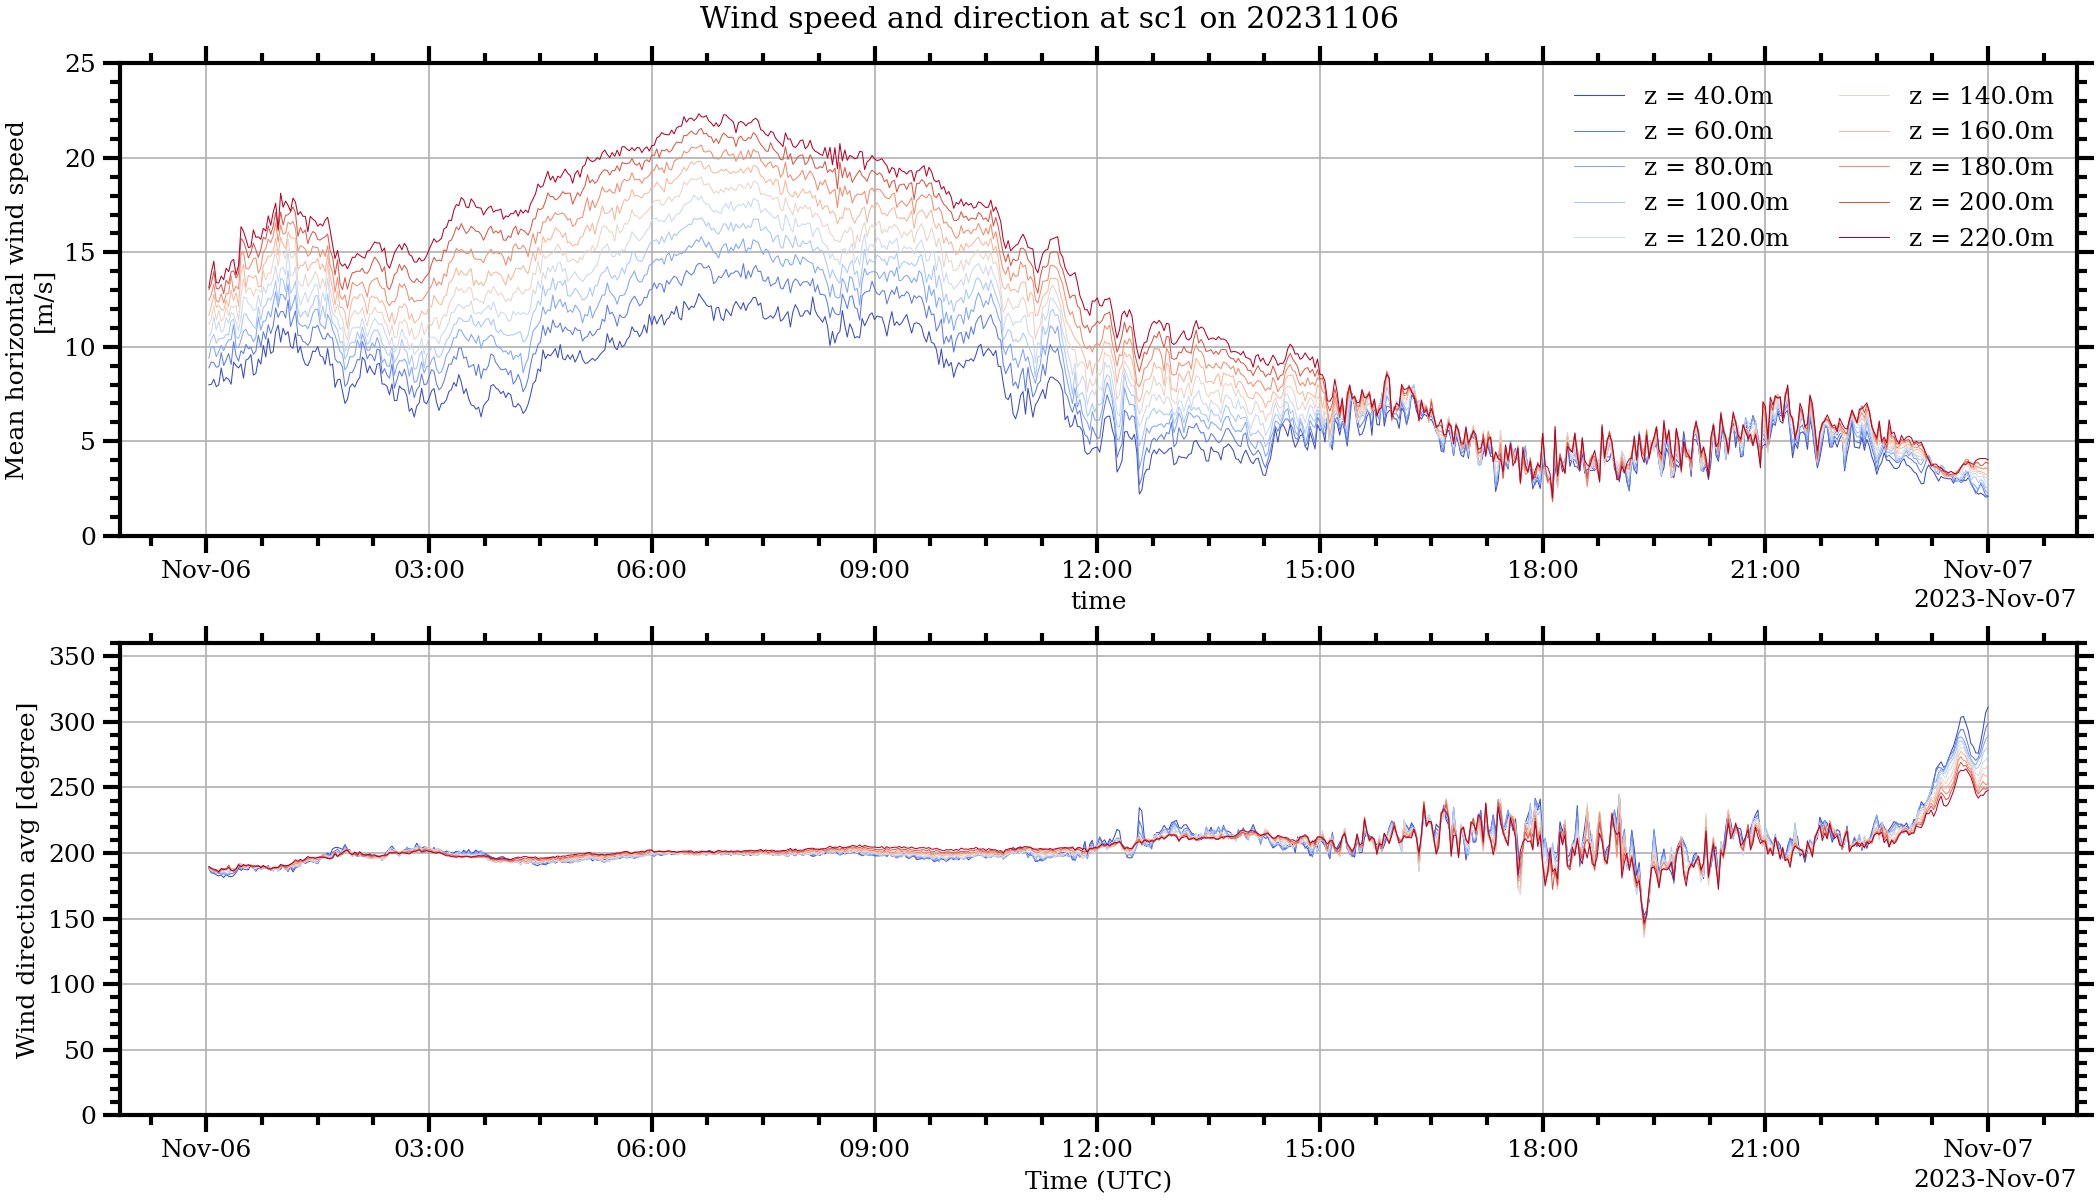 Wind speed and direction at sc1 on 20231106
Mean horizontal wind speed
[m/s]
25
20
15
10
5
0
z = 40.0m
z = 60.0m
z = 80.0m
z = 100.0m
z = 120.0m
z = 140.0m
z = 160.0m
z = 180.0m
z = 200.0m
z = 220.0m
Nov-06 03:00 06:00 09:00 12:00 15:00 18:00 21:00 Nov-07
time
2023-Nov-07
Wind direction avg [degree]
350
300
250
200
150
100
50
0
Nov-06 03:00 06:00 09:00 12:00 15:00 18:00 21:00 Nov-07
Time (UTC)
2023-Nov-07